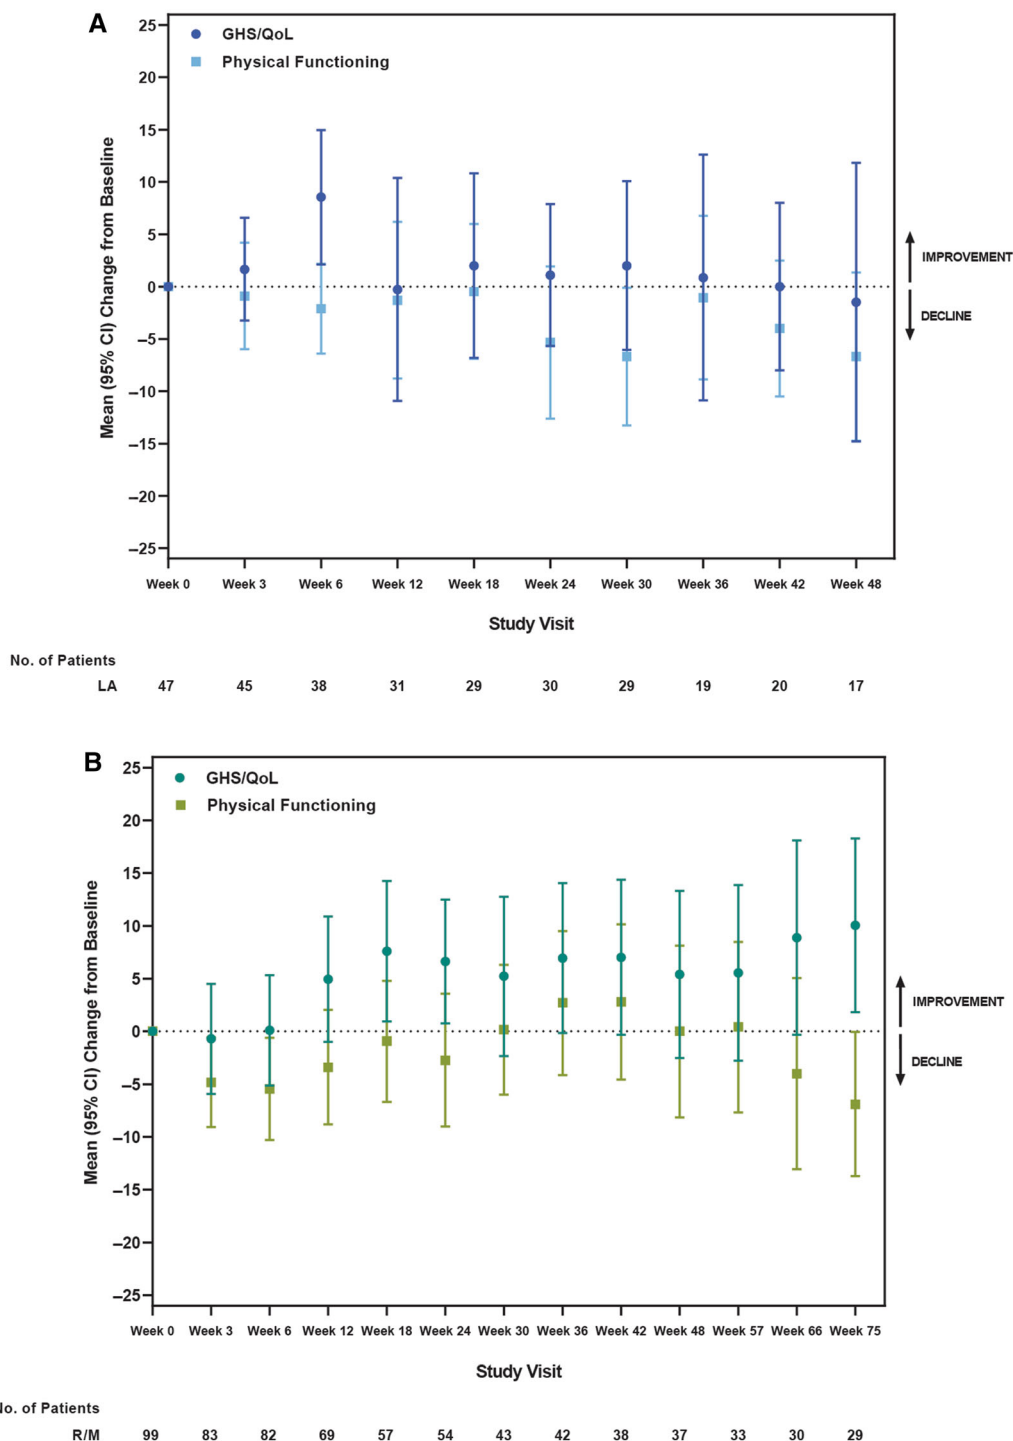 A
GHS/QoL
Physical Functioning
Mean (95% CI) Change from Baseline
25
20
15
10
5
0
–5
–10
–15
–20
–25
IMPROVEMENT
DECLINE
Week 0 Week 3 Week 6 Week 12 Week 18 Week 24 Week 30 Week 36 Week 42 Week 48
Study Visit
No. of Patients
LA 47 45 38 31 29 30 29 19 20 17
B
GHS/QoL
Physical Functioning
Mean (95% CI) Change from Baseline
25
20
15
10
5
0
–5
–10
–15
–20
–25
IMPROVEMENT
DECLINE
Week 0 Week 3 Week 6 Week 12 Week 18 Week 24 Week 30 Week 36 Week 42 Week 48 Week 57 Week 66 Week 75
Study Visit
No. of Patients
R/M 99 83 82 69 57 54 43 42 38 37 33 30 29